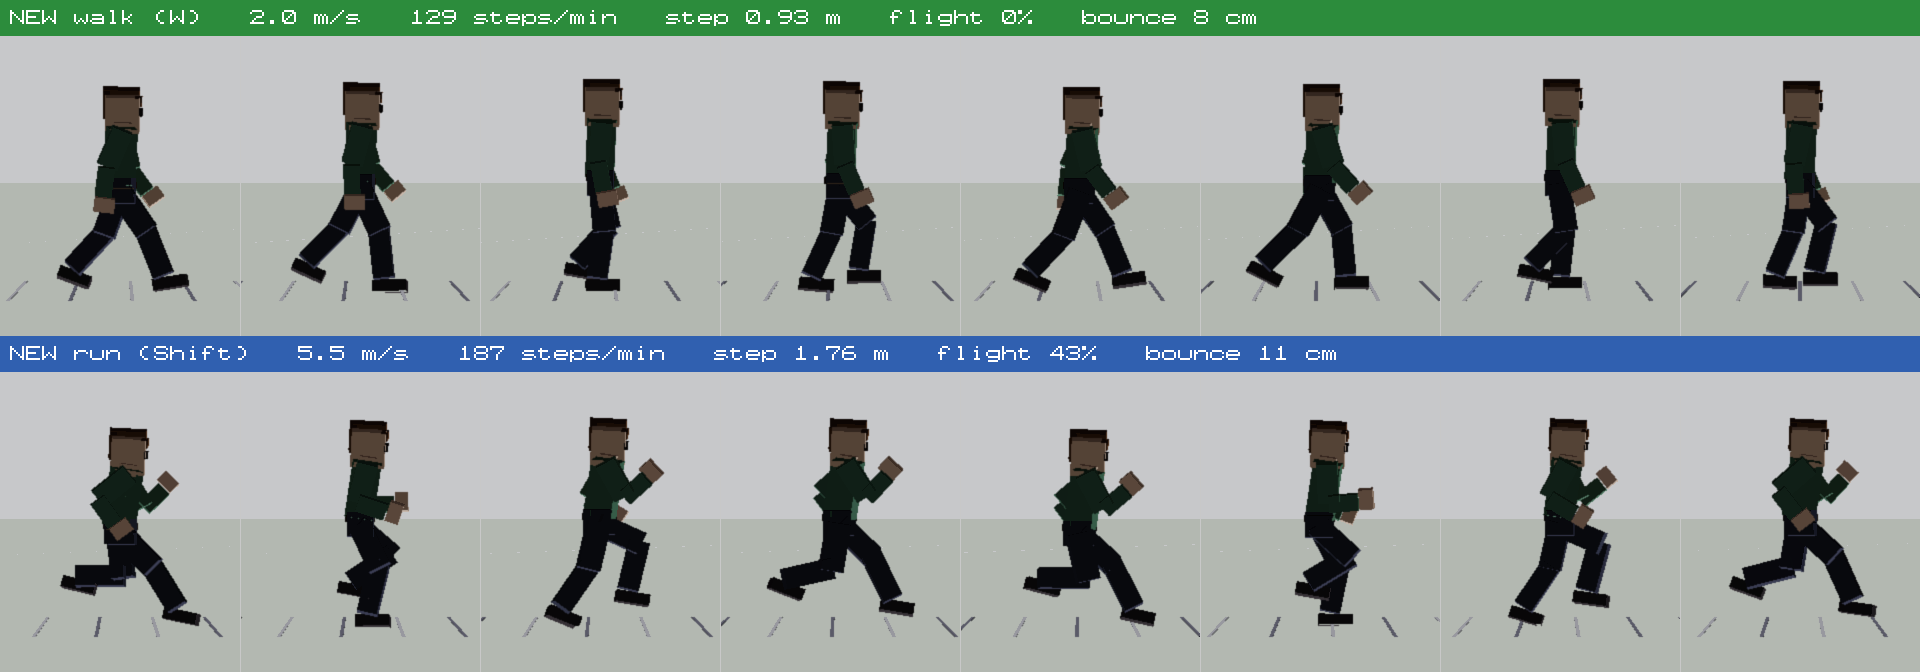 NEW walk (W) 2.0 m/s 129 steps/min step 0.93 m flight 0% bounce 8 cm
NEW run (Shift) 5.5 m/s 187 steps/min step 1.76 m flight 43% bounce 11 cm